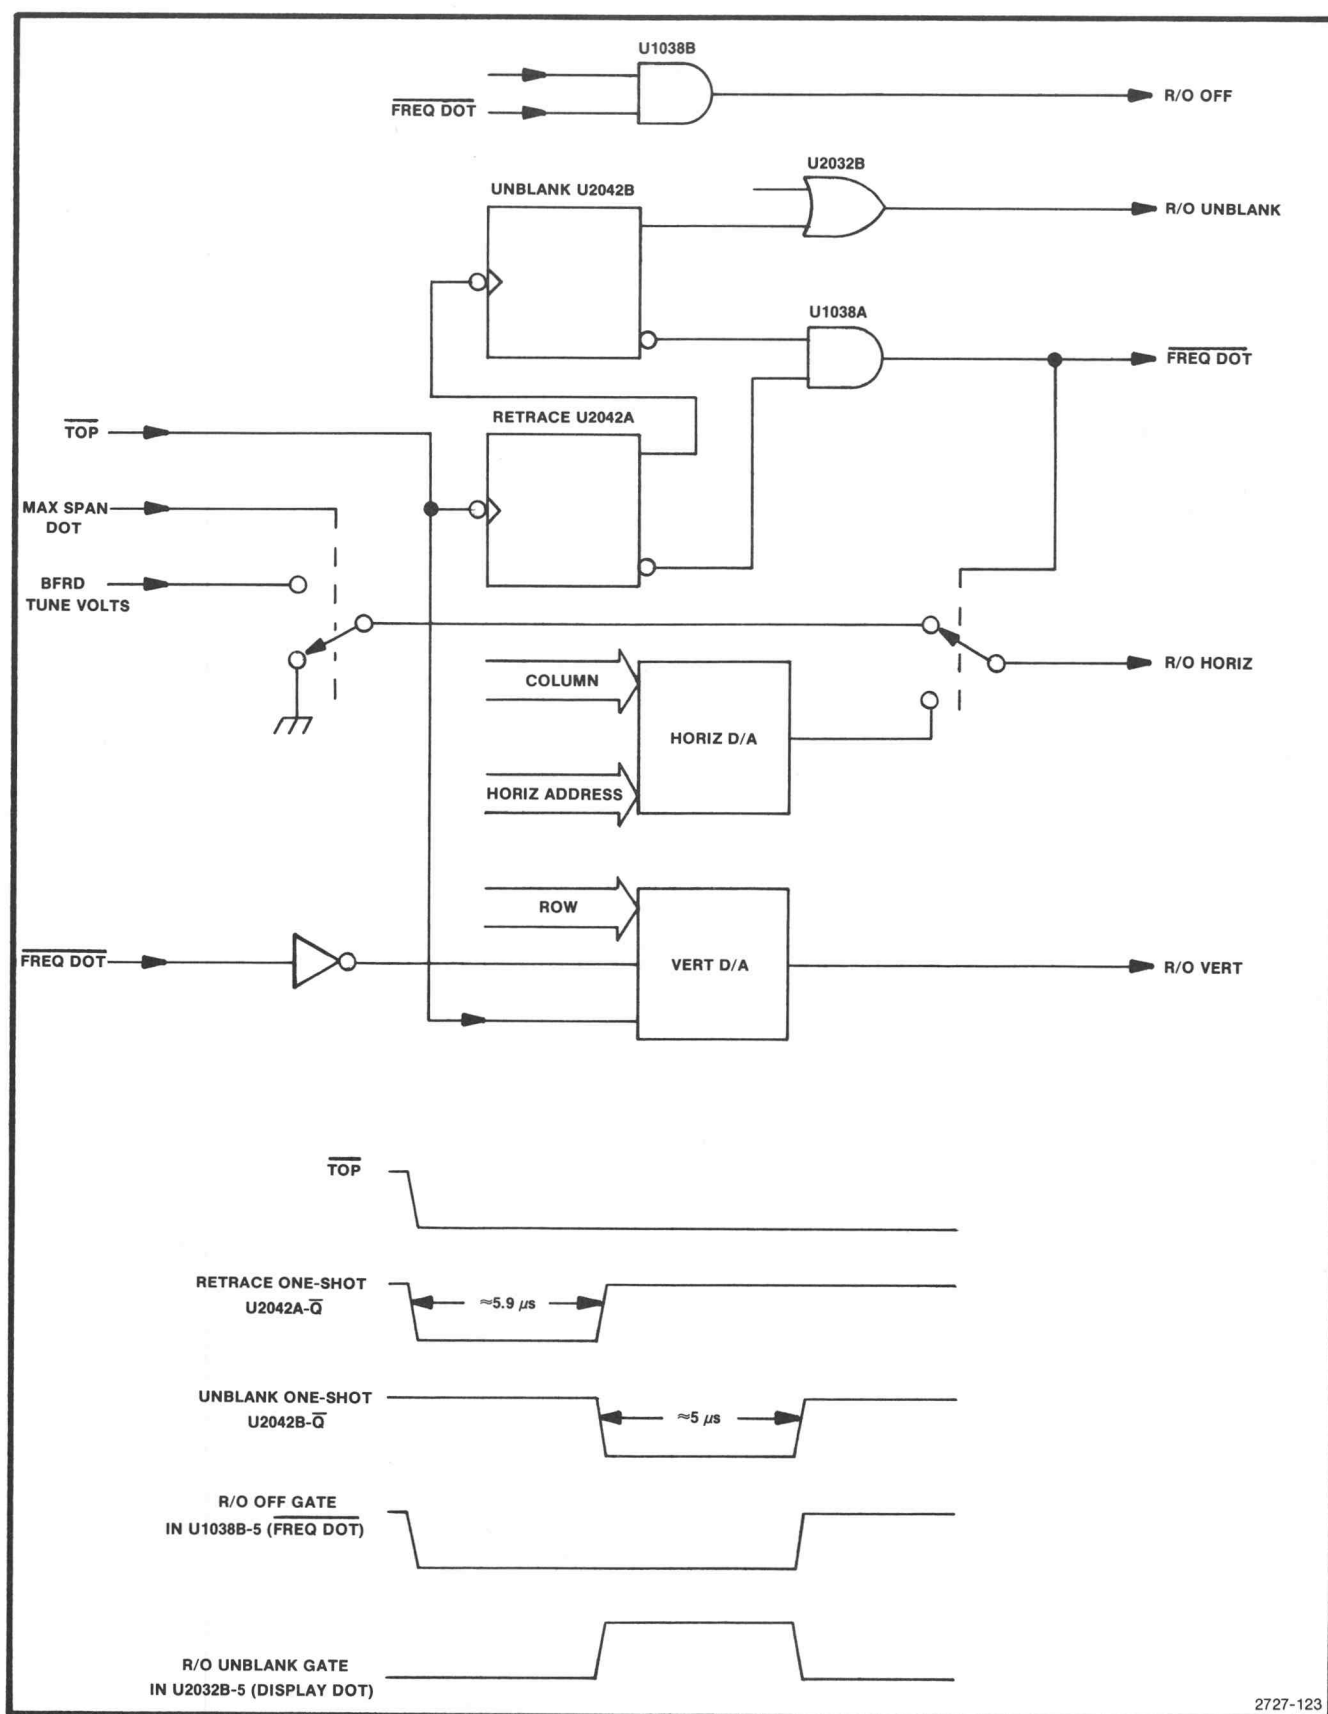 U1038B
FREQ DOT
R/O OFF
U2032B
UNBLANK U2042B
R/O UNBLANK
U1038A
FREQ DOT
RETRACE U2042A
TOP
MAX SPAN
DOT
BFRD
TUNE VOLTS
COLUMN
R/O HORIZ
HORIZ D/A
HORIZ ADDRESS
ROW
FREQ DOT
VERT D/A
R/O VERT
TOP
RETRACE ONE-SHOT
U2042A-Q̅
≈5.9 µs
UNBLANK ONE-SHOT
U2042B-Q̅
≈5 µs
R/O OFF GATE
IN U1038B-5 (FREQ DOT)
R/O UNBLANK GATE
IN U2032B-5 (DISPLAY DOT)
2727-123